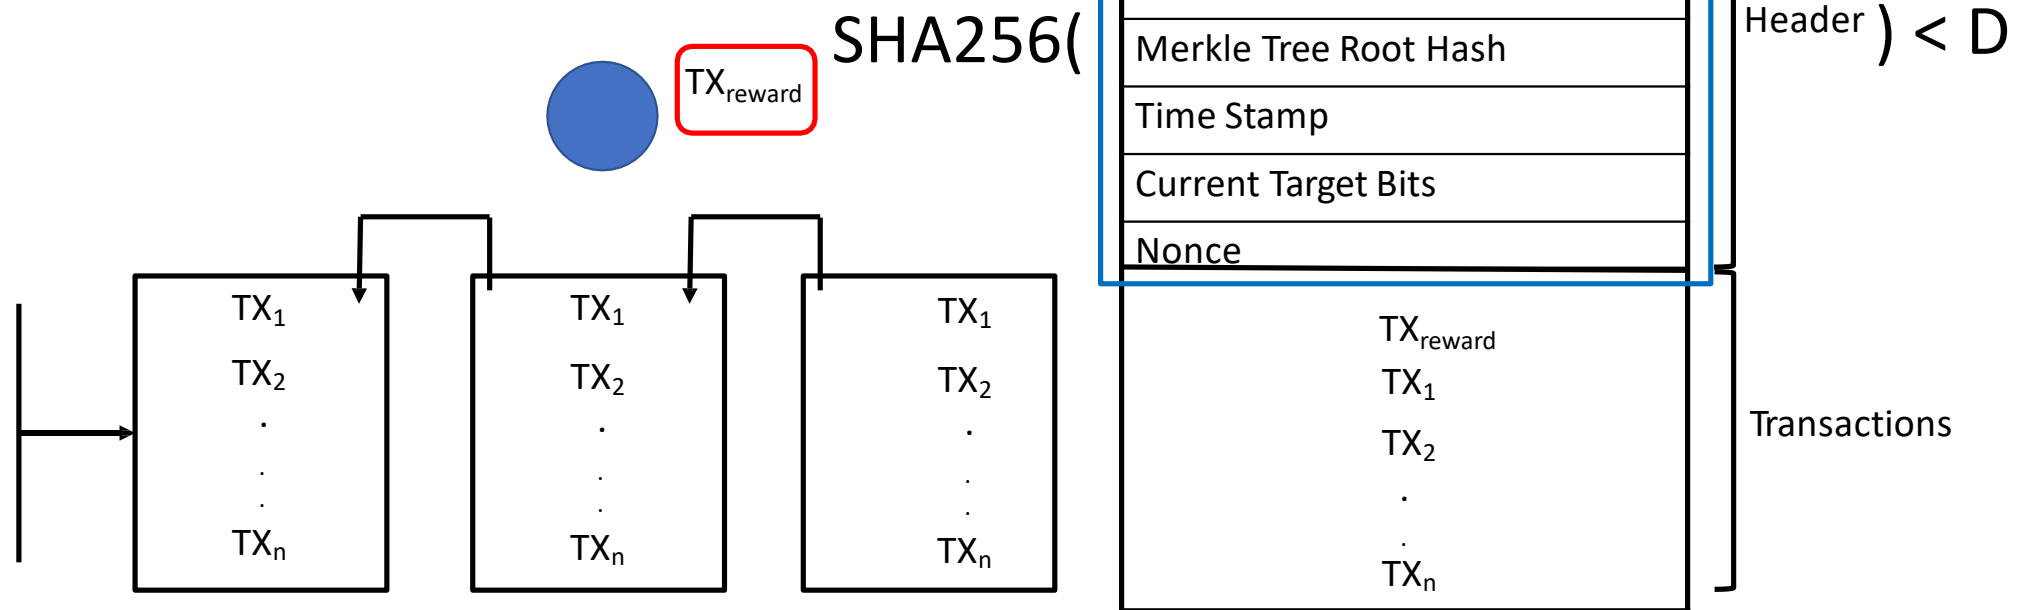 SHA256(
Header ) < D
Merkle Tree Root Hash
Time Stamp
Current Target Bits
Nonce
TXreward
TX1
TX2
.
.
.
TXn
TX1
TX2
.
.
.
TXn
TX1
TX2
.
.
.
TXn
TXreward
TX1
TX2
.
.
TXn
Transactions